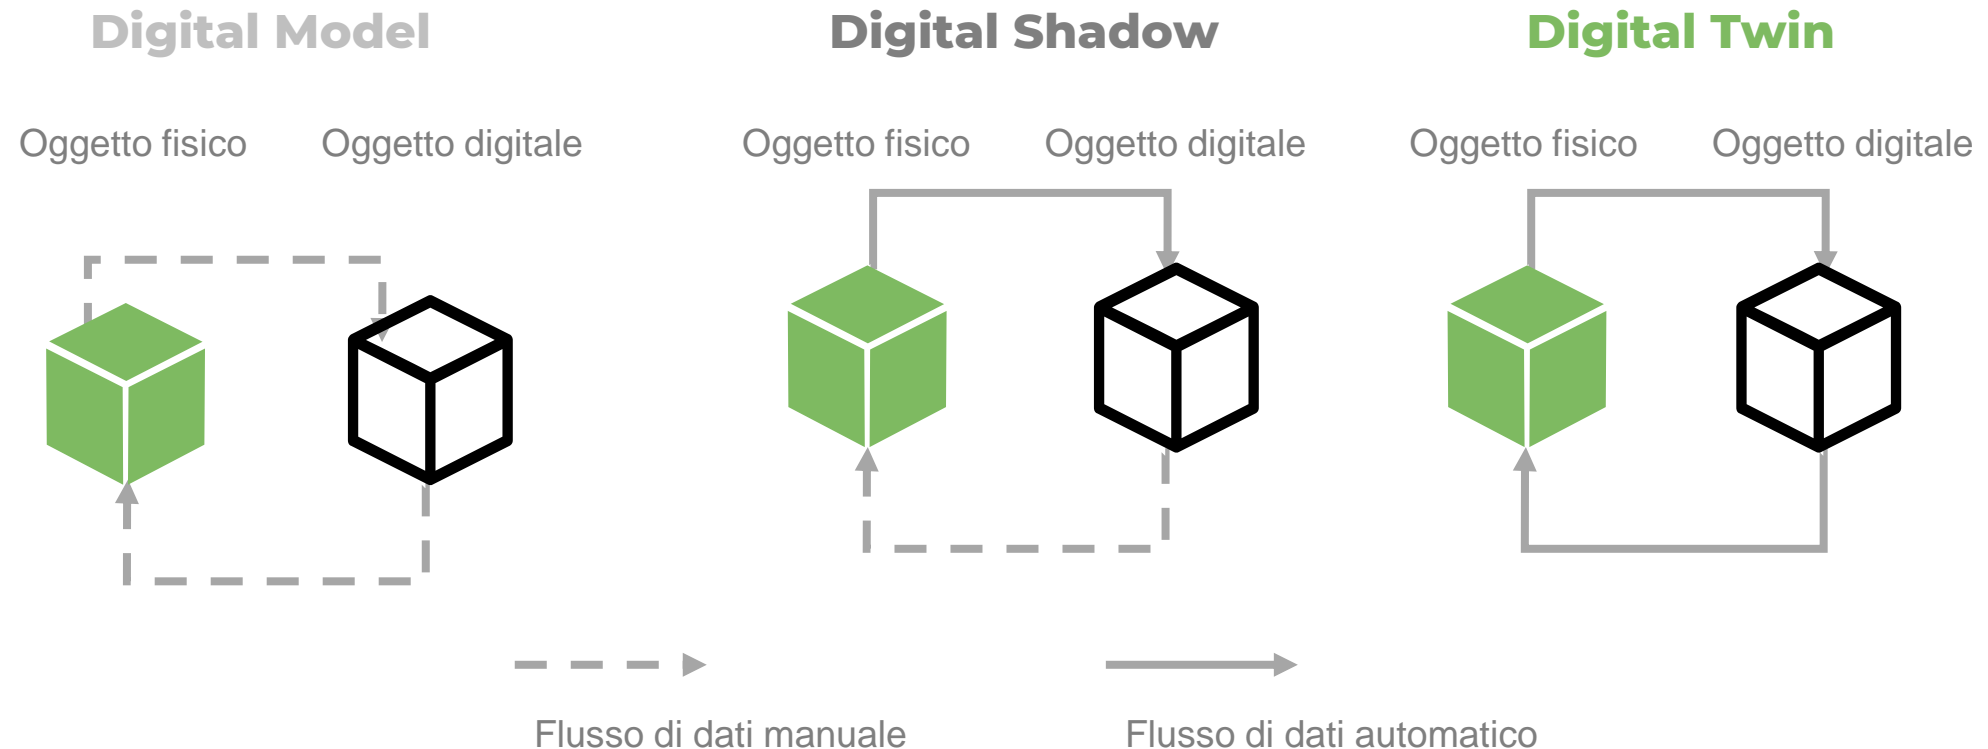 Digital Model
Digital Shadow
Digital Twin
Oggetto fisico
Oggetto digitale
Oggetto fisico
Oggetto digitale
Oggetto fisico
Oggetto digitale
Flusso di dati manuale
Flusso di dati automatico